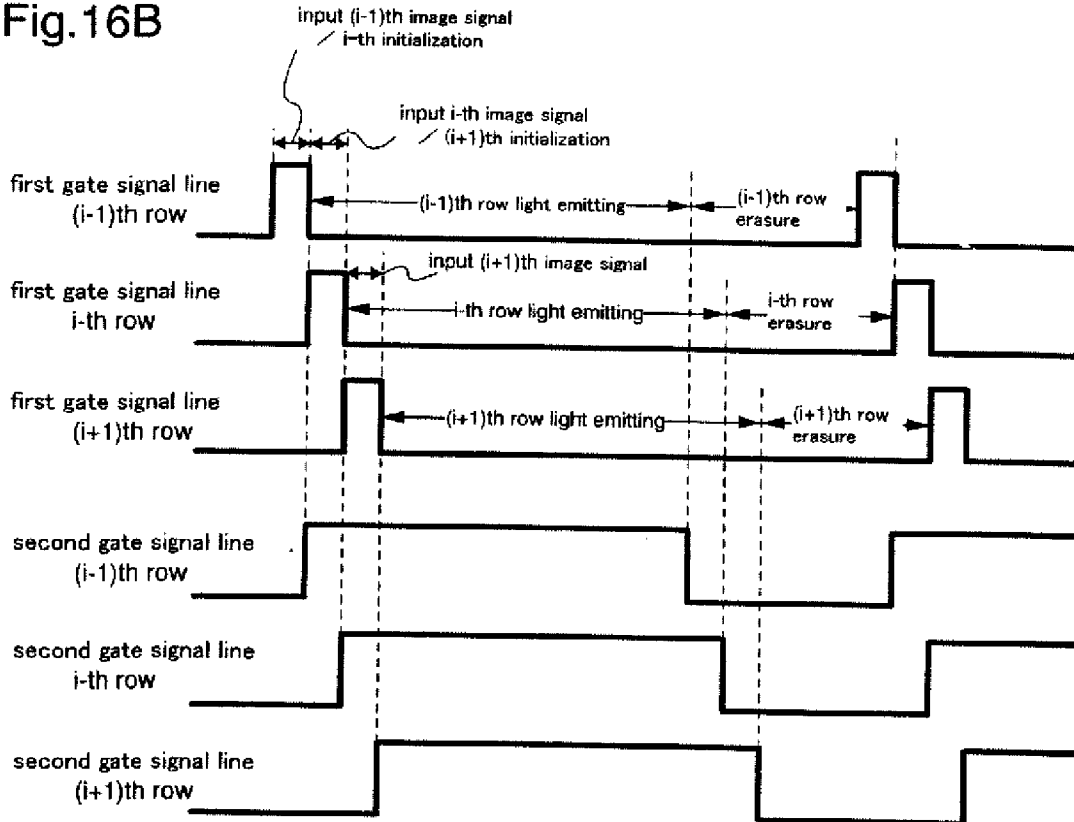 Fig.16B
input (i-1)th image signal
/ i-th initialization
input i-th image signal
/ (i+1)th initialization
first gate signal line
(i-1)th row
(i-1)th row light emitting
(i-1)th row
erasure
input (i+1)th image signal
first gate signal line
i-th row
i-th row light emitting
i-th row
erasure
first gate signal line
(i+1)th row
(i+1)th row light emitting
(i+1)th row
erasure
second gate signal line
(i-1)th row
second gate signal line
i-th row
second gate signal line
(i+1)th row